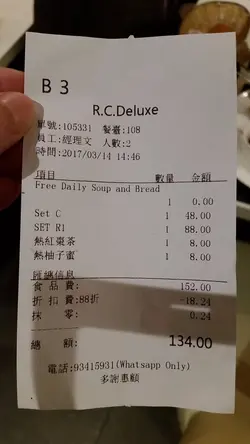 B 3
R.C.Deluxe
單號:105331 餐臺:108
員工:經理文 人數:2
時間:2017/03/14 14:46
項目 數量 金額
Free Daily Soup and Bread
1 0.00
Set C 1 48.00
SET R1 1 88.00
熱紅棗茶 1 8.00
熱柚子蜜 1 8.00
匯總信息
食 品 費: 152.00
折 扣 費:88折 -18.24
抹 零: 0.24
總 額: 134.00
電話:93415931(Whatsapp Only)
多謝惠顧